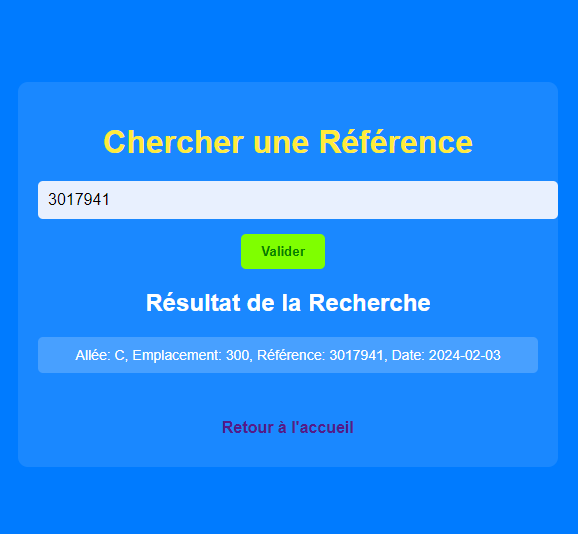 Chercher une Référence
3017941
Valider
Résultat de la Recherche
Allée: C, Emplacement: 300, Référence: 3017941, Date: 2024-02-03
Retour à l'accueil